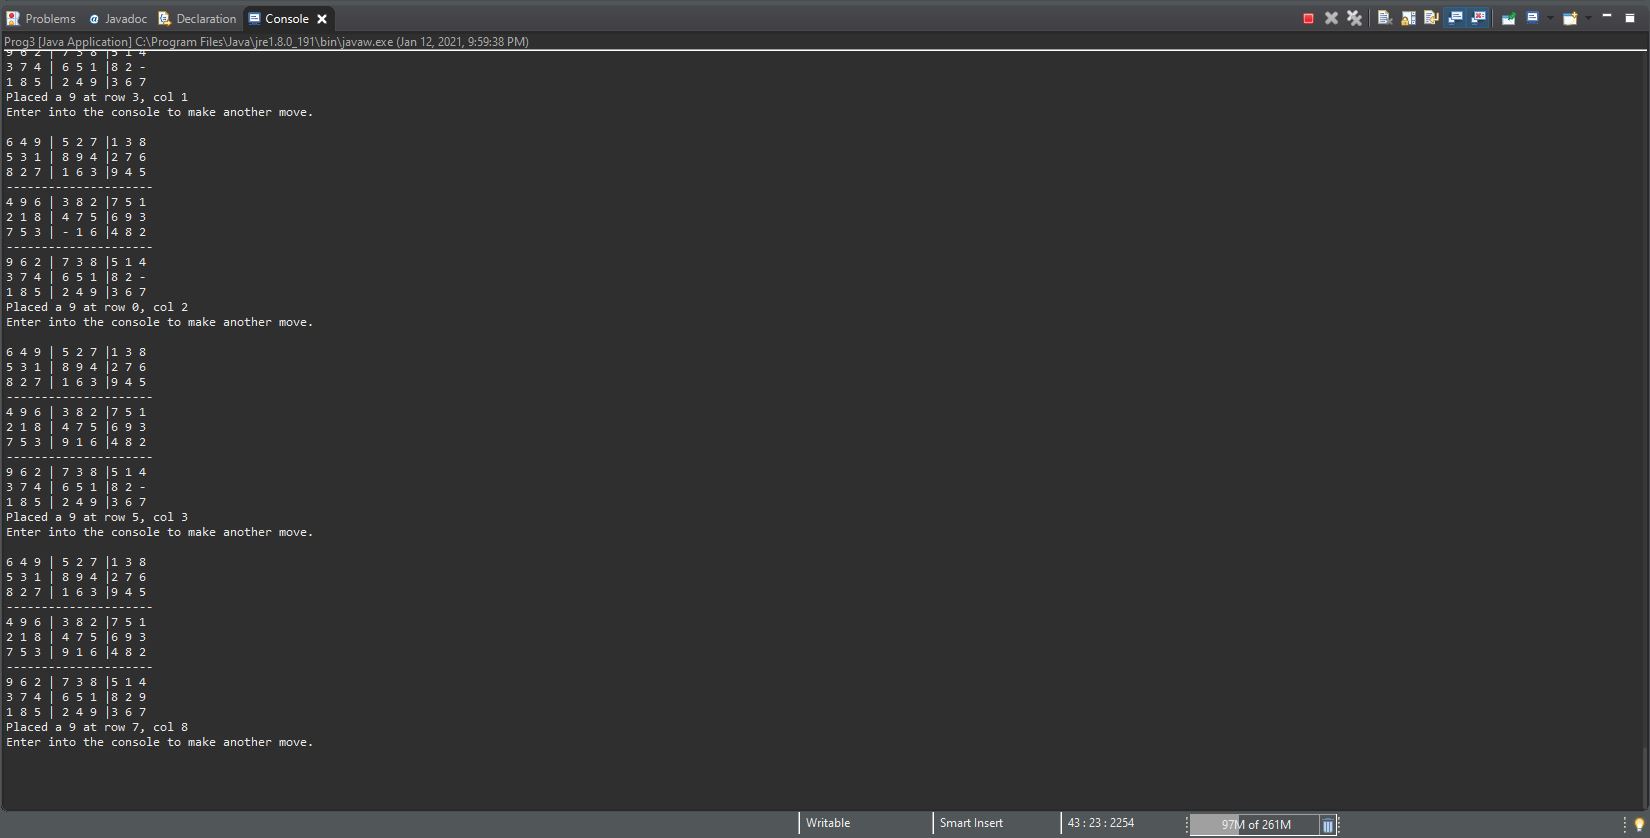 Problems Javadoc Declaration Console
Prog3 [Java Application] C:\Program Files\Java\jre1.8.0_191\bin\javaw.exe (Jan 12, 2021, 9:59:38 PM)
9 6 2 | 7 3 8 |5 1 4
3 7 4 | 6 5 1 |8 2 -
1 8 5 | 2 4 9 |3 6 7
Placed a 9 at row 3, col 1
Enter into the console to make another move.
6 4 9 | 5 2 7 |1 3 8
5 3 1 | 8 9 4 |2 7 6
8 2 7 | 1 6 3 |9 4 5
---------------------
4 9 6 | 3 8 2 |7 5 1
2 1 8 | 4 7 5 |6 9 3
7 5 3 | - 1 6 |4 8 2
---------------------
9 6 2 | 7 3 8 |5 1 4
3 7 4 | 6 5 1 |8 2 -
1 8 5 | 2 4 9 |3 6 7
Placed a 9 at row 0, col 2
Enter into the console to make another move.
6 4 9 | 5 2 7 |1 3 8
5 3 1 | 8 9 4 |2 7 6
8 2 7 | 1 6 3 |9 4 5
---------------------
4 9 6 | 3 8 2 |7 5 1
2 1 8 | 4 7 5 |6 9 3
7 5 3 | 9 1 6 |4 8 2
---------------------
9 6 2 | 7 3 8 |5 1 4
3 7 4 | 6 5 1 |8 2 -
1 8 5 | 2 4 9 |3 6 7
Placed a 9 at row 5, col 3
Enter into the console to make another move.
6 4 9 | 5 2 7 |1 3 8
5 3 1 | 8 9 4 |2 7 6
8 2 7 | 1 6 3 |9 4 5
---------------------
4 9 6 | 3 8 2 |7 5 1
2 1 8 | 4 7 5 |6 9 3
7 5 3 | 9 1 6 |4 8 2
---------------------
9 6 2 | 7 3 8 |5 1 4
3 7 4 | 6 5 1 |8 2 9
1 8 5 | 2 4 9 |3 6 7
Placed a 9 at row 7, col 8
Enter into the console to make another move.
Writable Smart Insert 43 : 23 : 2254 97M of 261M